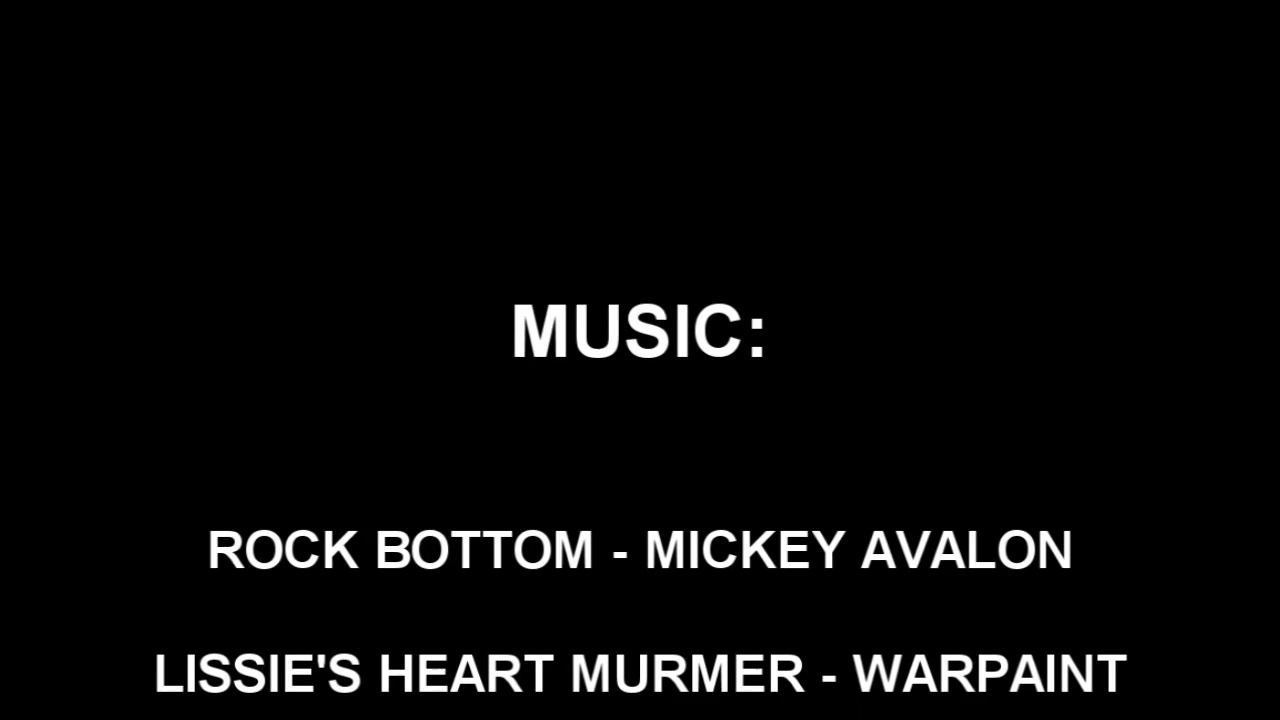 MUSIC:
ROCK BOTTOM - MICKEY AVALON
LISSIE'S HEART MURMER - WARPAINT